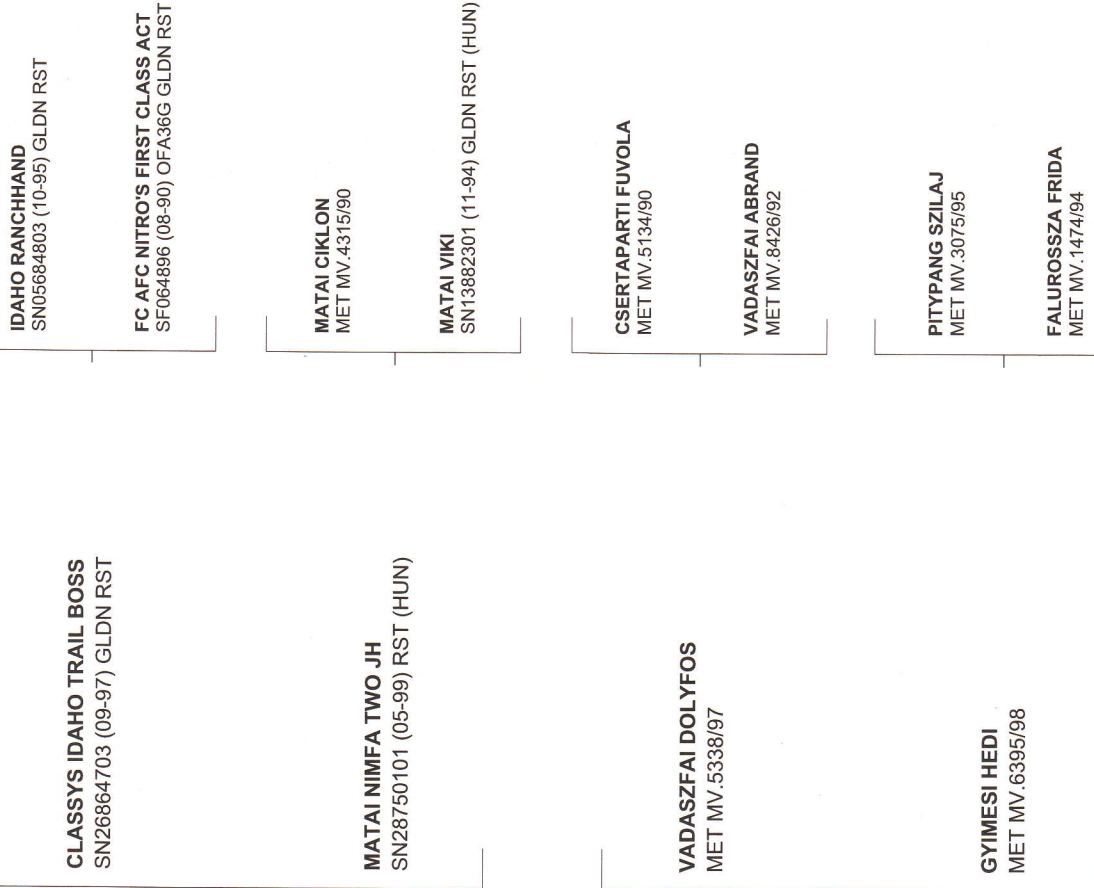 IDAHO RANCHHAND
SN05684803 (10-95) GLDN RST
FC AFC NITRO'S FIRST CLASS ACT
SF064896 (08-90) OFA36G GLDN RST
MATAI CIKLON
MET MV.4315/90
MATAI VIKI
SN13882301 (11-94) GLDN RST (HUN)
CSERTAPARTI FUVOLA
MET MV.5134/90
VADASZFAI ABRAND
MET MV.8426/92
PITYPANG SZILAJ
MET MV.3075/95
FALUROSSZA FRIDA
MET MV.1474/94
CLASSYS IDAHO TRAIL BOSS
SN26864703 (09-97) GLDN RST
MATAI NIMFA TWO JH
SN28750101 (05-99) RST (HUN)
VADASZFAI DOLYFOS
MET MV.5338/97
GYIMESI HEDI
MET MV.6395/98